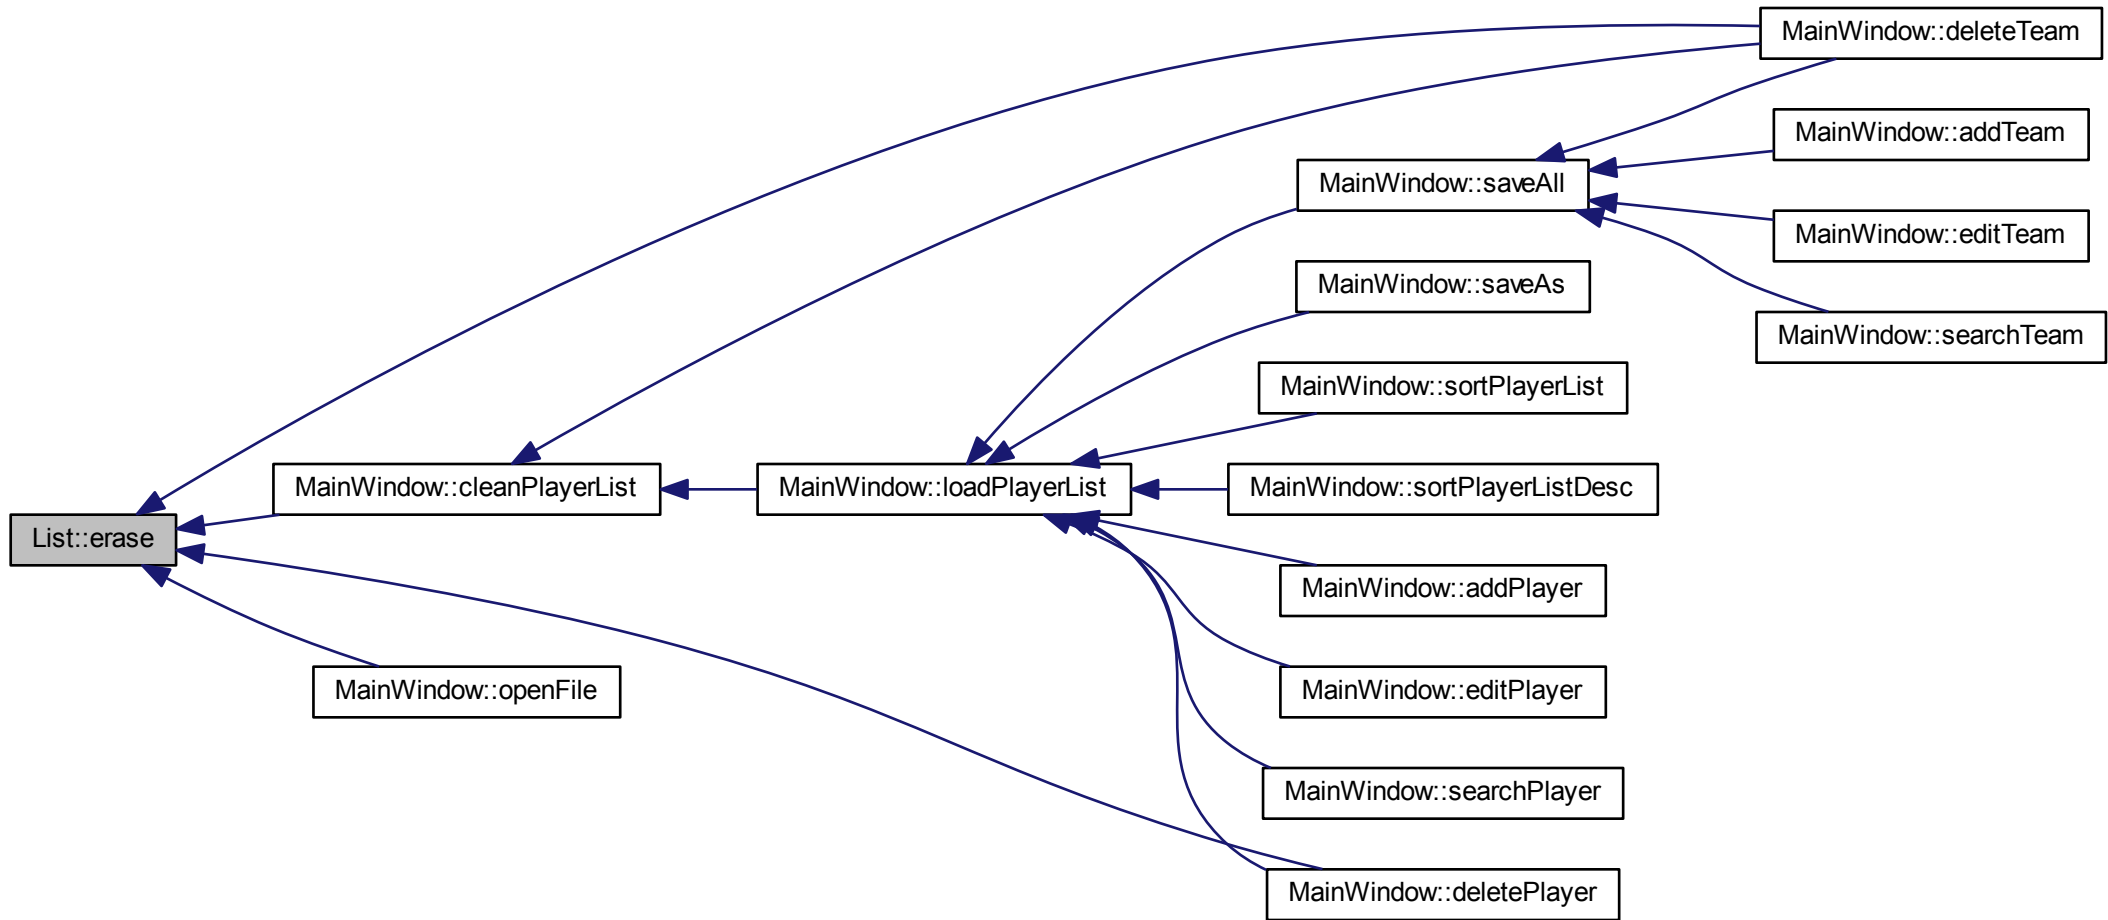 MainWindow::deleteTeam
MainWindow::addTeam
MainWindow::saveAll
MainWindow::editTeam
MainWindow::saveAs
MainWindow::searchTeam
MainWindow::sortPlayerList
MainWindow::cleanPlayerList
MainWindow::loadPlayerList
MainWindow::sortPlayerListDesc
List::erase
MainWindow::addPlayer
MainWindow::openFile
MainWindow::editPlayer
MainWindow::searchPlayer
MainWindow::deletePlayer